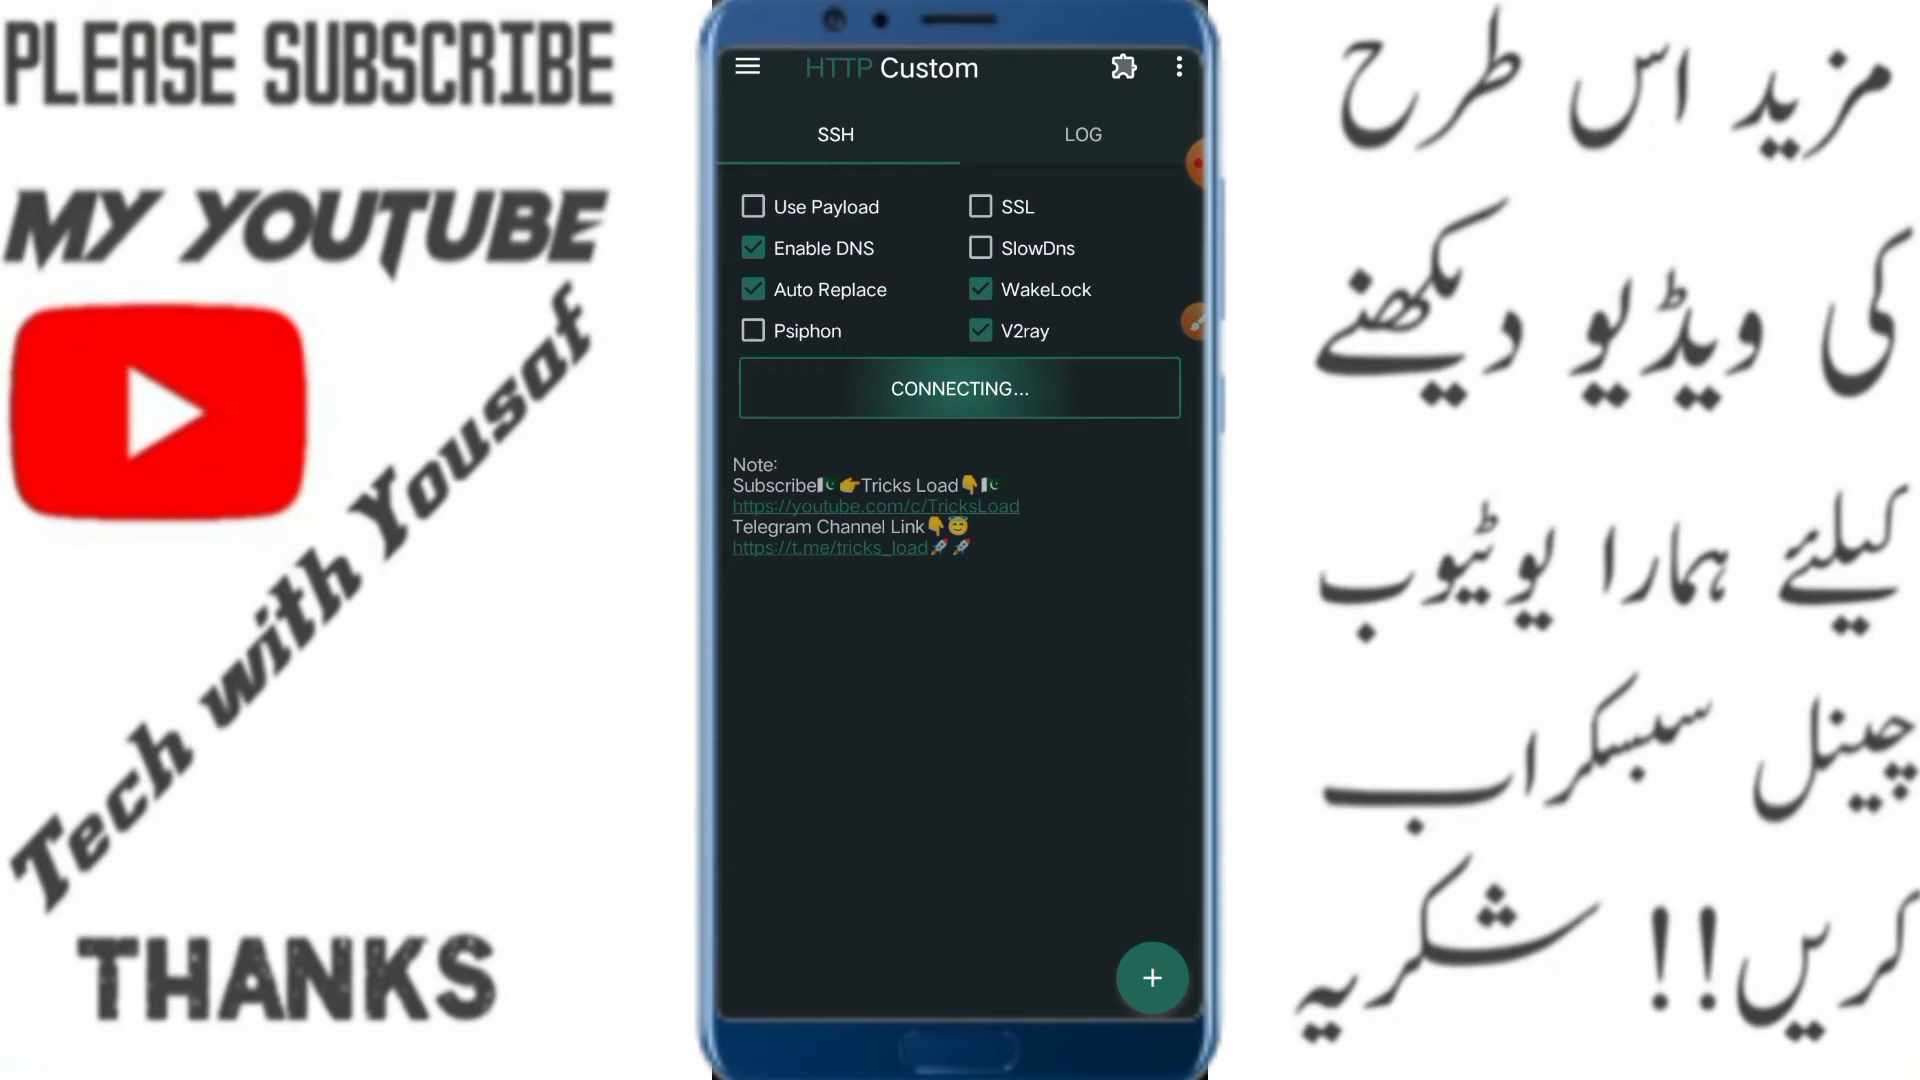 PLEASE SUBSCRIBE
MY YOUTUBE
Tech with Yousaf
THANKS
HTTP Custom
SSH
LOG
Use Payload
SSL
Enable DNS
SlowDns
Auto Replace
WakeLock
Psiphon
V2ray
CONNECTING...
Note:
Subscribe🇵🇰👉Tricks Load👇🇵🇰
https://youtube.com/c/TricksLoad
Telegram Channel Link👇😇
https://t.me/tricks_load🚀🚀
+
مزید اس طرح
کی ویڈیو دیکھنے
کیلئے ہمارا یوٹیوب
چینل سبسکراب
کریں!! شکریہ